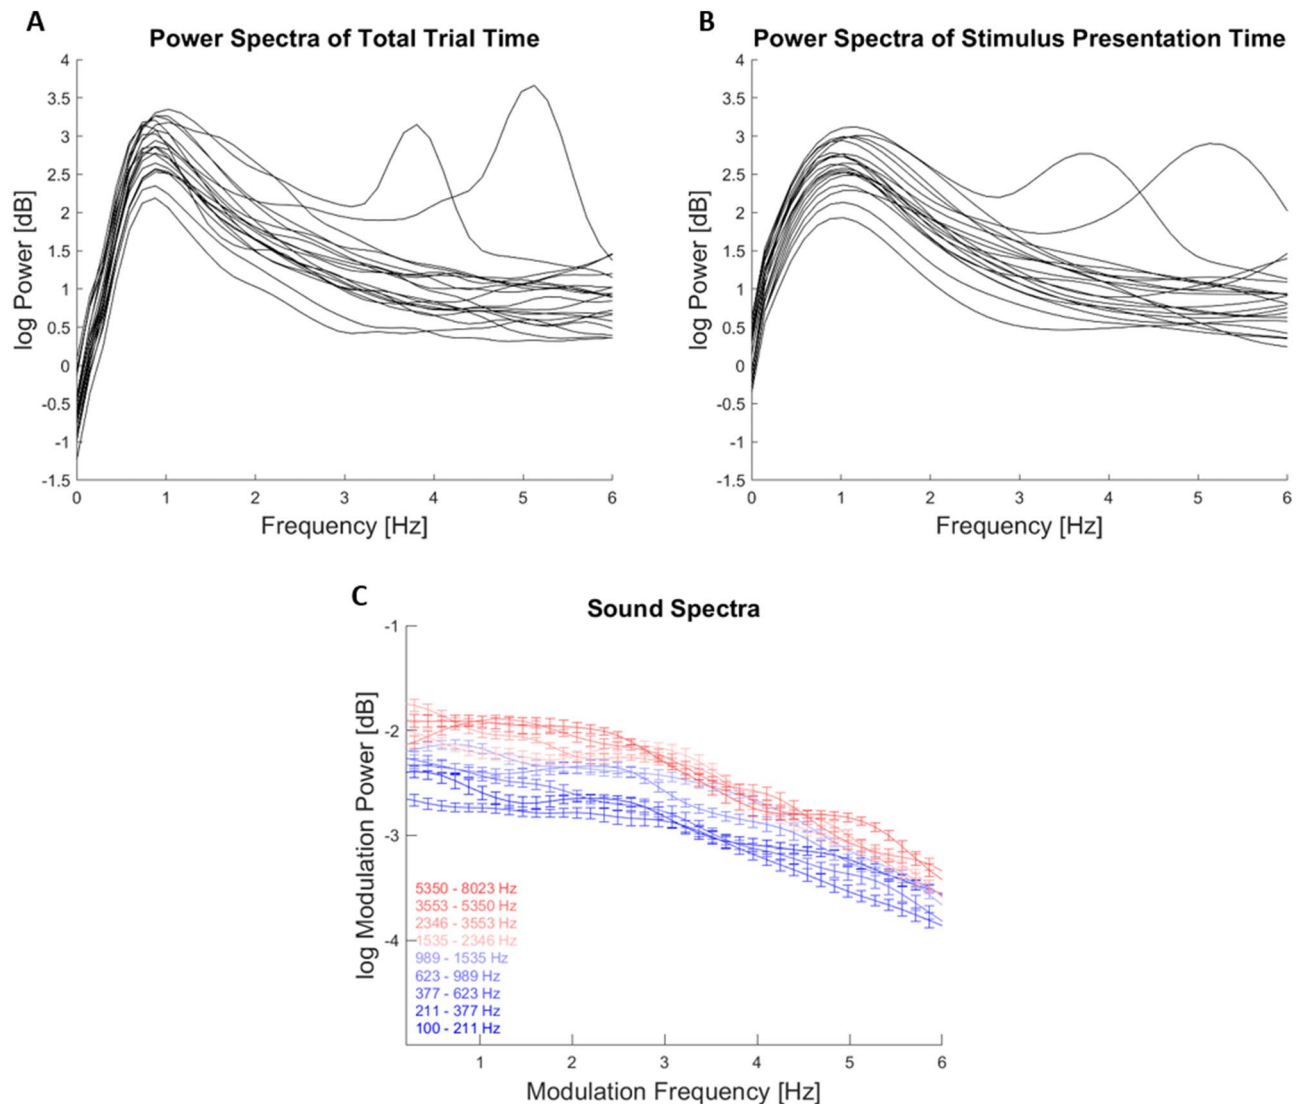 A
Power Spectra of Total Trial Time
4
3.5
3
2.5
2
1.5
1
0.5
0
-0.5
-1
-1.5
log Power [dB]
0 1 2 3 4 5 6
Frequency [Hz]
B
Power Spectra of Stimulus Presentation Time
4
3.5
3
2.5
2
1.5
1
0.5
0
-0.5
-1
-1.5
log Power [dB]
0 1 2 3 4 5 6
Frequency [Hz]
C
Sound Spectra
-1
-2
-3
-4
log Modulation Power [dB]
5350 - 8023 Hz
3553 - 5350 Hz
2346 - 3553 Hz
1535 - 2346 Hz
989 - 1535 Hz
623 - 989 Hz
377 - 623 Hz
211 - 377 Hz
100 - 211 Hz
1 2 3 4 5 6
Modulation Frequency [Hz]